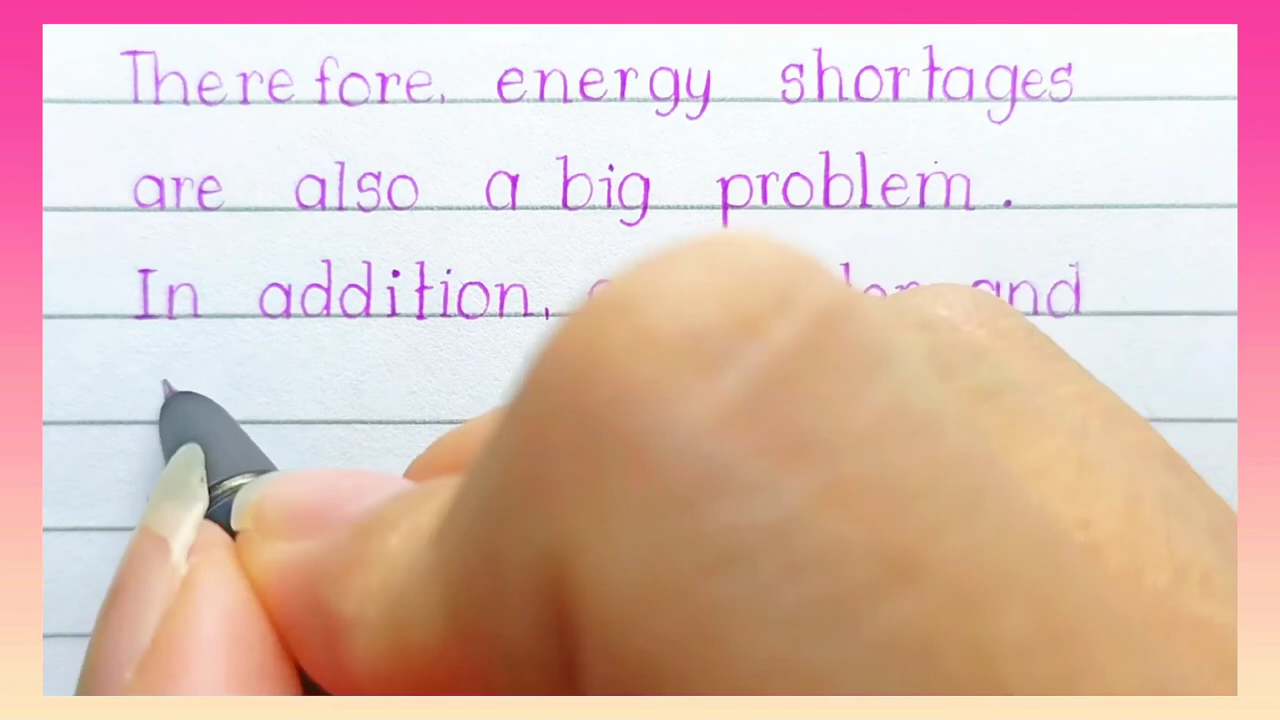 Therefore, energy shortages
are also a big problem.
In addition, and